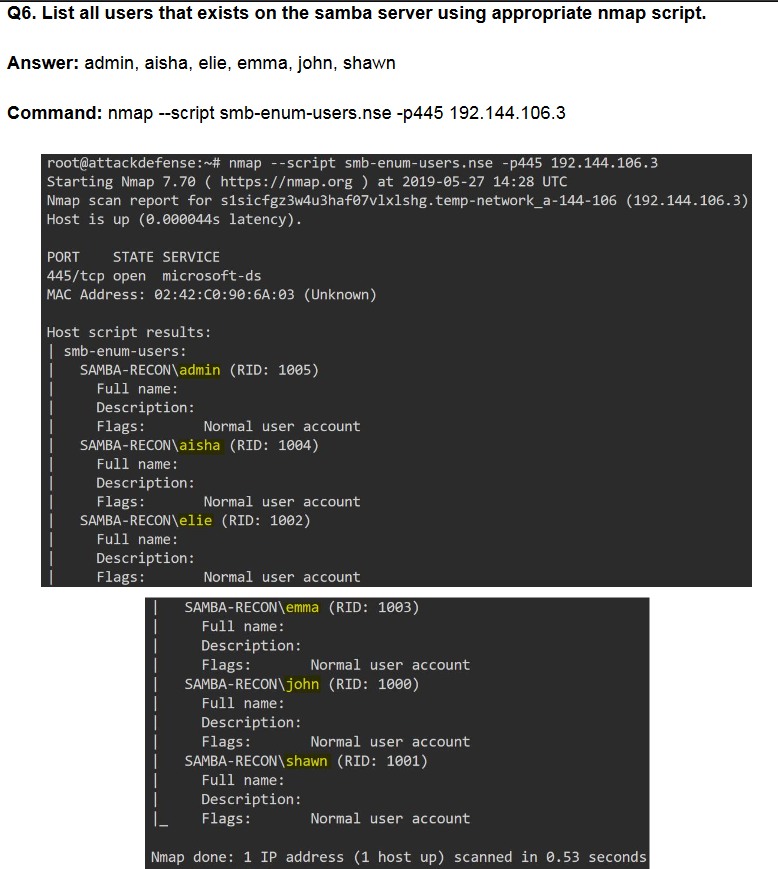 Q6. List all users that exists on the samba server using appropriate nmap script.
Answer: admin, aisha, elie, emma, john, shawn
Command: nmap --script smb-enum-users.nse -p445 192.144.106.3
root@attackdefense:~# nmap --script smb-enum-users.nse -p445 192.144.106.3
Starting Nmap 7.70 ( https://nmap.org ) at 2019-05-27 14:28 UTC
Nmap scan report for s1sicfgz3w4u3haf07vlxlshg.temp-network_a-144-106 (192.144.106.3)
Host is up (0.000044s latency).
PORT    STATE SERVICE
445/tcp open  microsoft-ds
MAC Address: 02:42:C0:90:6A:03 (Unknown)
Host script results:
| smb-enum-users:
|   SAMBA-RECON\admin (RID: 1005)
|     Full name:
|     Description:
|     Flags:       Normal user account
|   SAMBA-RECON\aisha (RID: 1004)
|     Full name:
|     Description:
|     Flags:       Normal user account
|   SAMBA-RECON\elie (RID: 1002)
|     Full name:
|     Description:
|     Flags:       Normal user account
|   SAMBA-RECON\emma (RID: 1003)
|     Full name:
|     Description:
|     Flags:       Normal user account
|   SAMBA-RECON\john (RID: 1000)
|     Full name:
|     Description:
|     Flags:       Normal user account
|   SAMBA-RECON\shawn (RID: 1001)
|     Full name:
|     Description:
|_    Flags:       Normal user account
Nmap done: 1 IP address (1 host up) scanned in 0.53 seconds